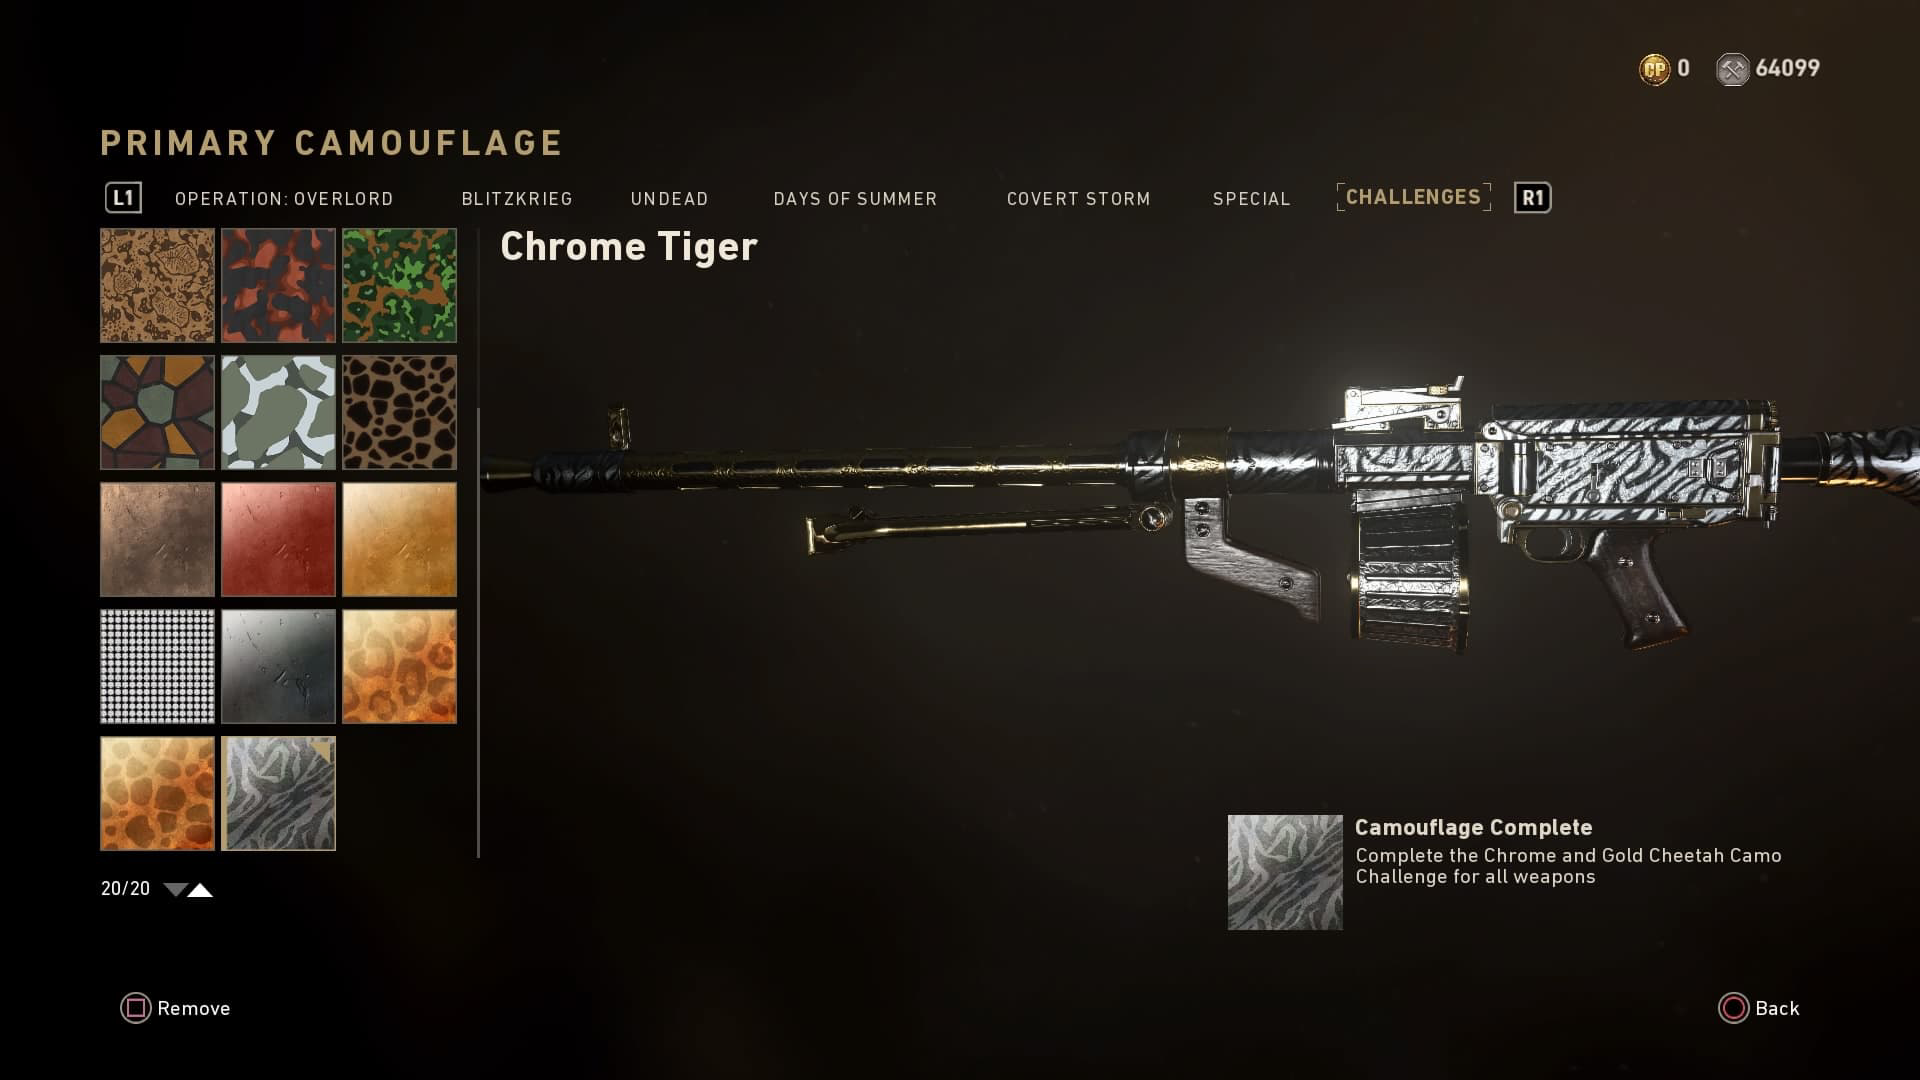 CP 0 64099
PRIMARY CAMOUFLAGE
L1 OPERATION: OVERLORD BLITZKRIEG UNDEAD DAYS OF SUMMER COVERT STORM SPECIAL CHALLENGES R1
Chrome Tiger
Camouflage Complete
Complete the Chrome and Gold Cheetah Camo
Challenge for all weapons
20/20
Remove
Back